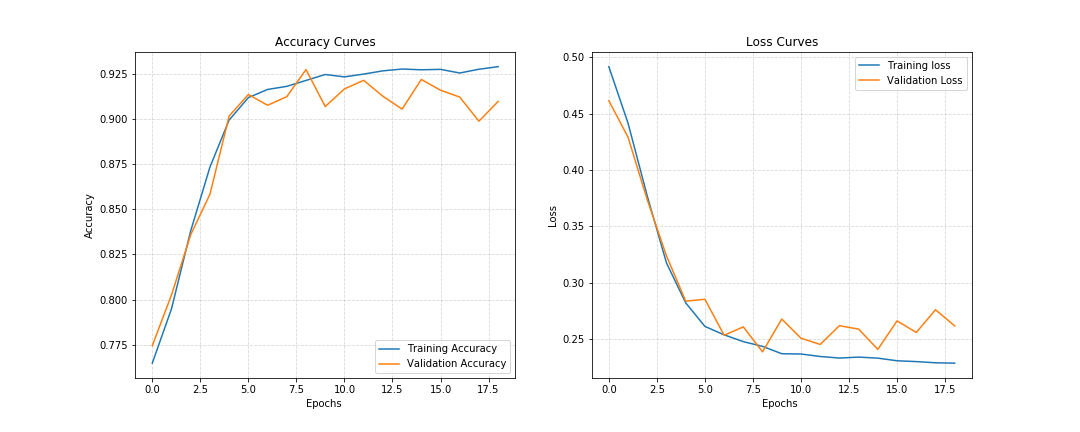 Accuracy Curves
0.925
0.900
0.875
0.850
0.825
0.800
0.775
Accuracy
Training Accuracy
Validation Accuracy
0.0 2.5 5.0 7.5 10.0 12.5 15.0 17.5
Epochs
Loss Curves
0.50
0.45
0.40
0.35
0.30
0.25
Loss
Training loss
Validation Loss
0.0 2.5 5.0 7.5 10.0 12.5 15.0 17.5
Epochs